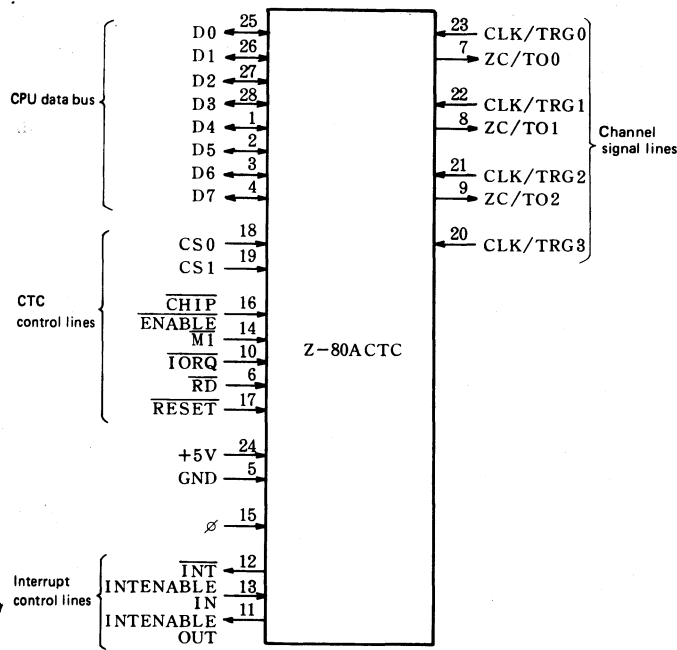 25
D0
26
D1
27
D2
28
D3
1
D4
2
D5
3
D6
4
D7
CPU data bus
18
CS0
19
CS1
CHIP 16
ENABLE
M1 14
IORQ 10
RD 6
RESET 17
CTC
control lines
24
+5V
GND 5
ø 15
INT 12
INTENABLE 13
IN
INTENABLE 11
OUT
Interrupt
control lines
Z-80ACTC
23 CLK/TRG0
7 ZC/TO0
22 CLK/TRG1
8 ZC/TO1
21 CLK/TRG2
9 ZC/TO2
20 CLK/TRG3
Channel
signal lines